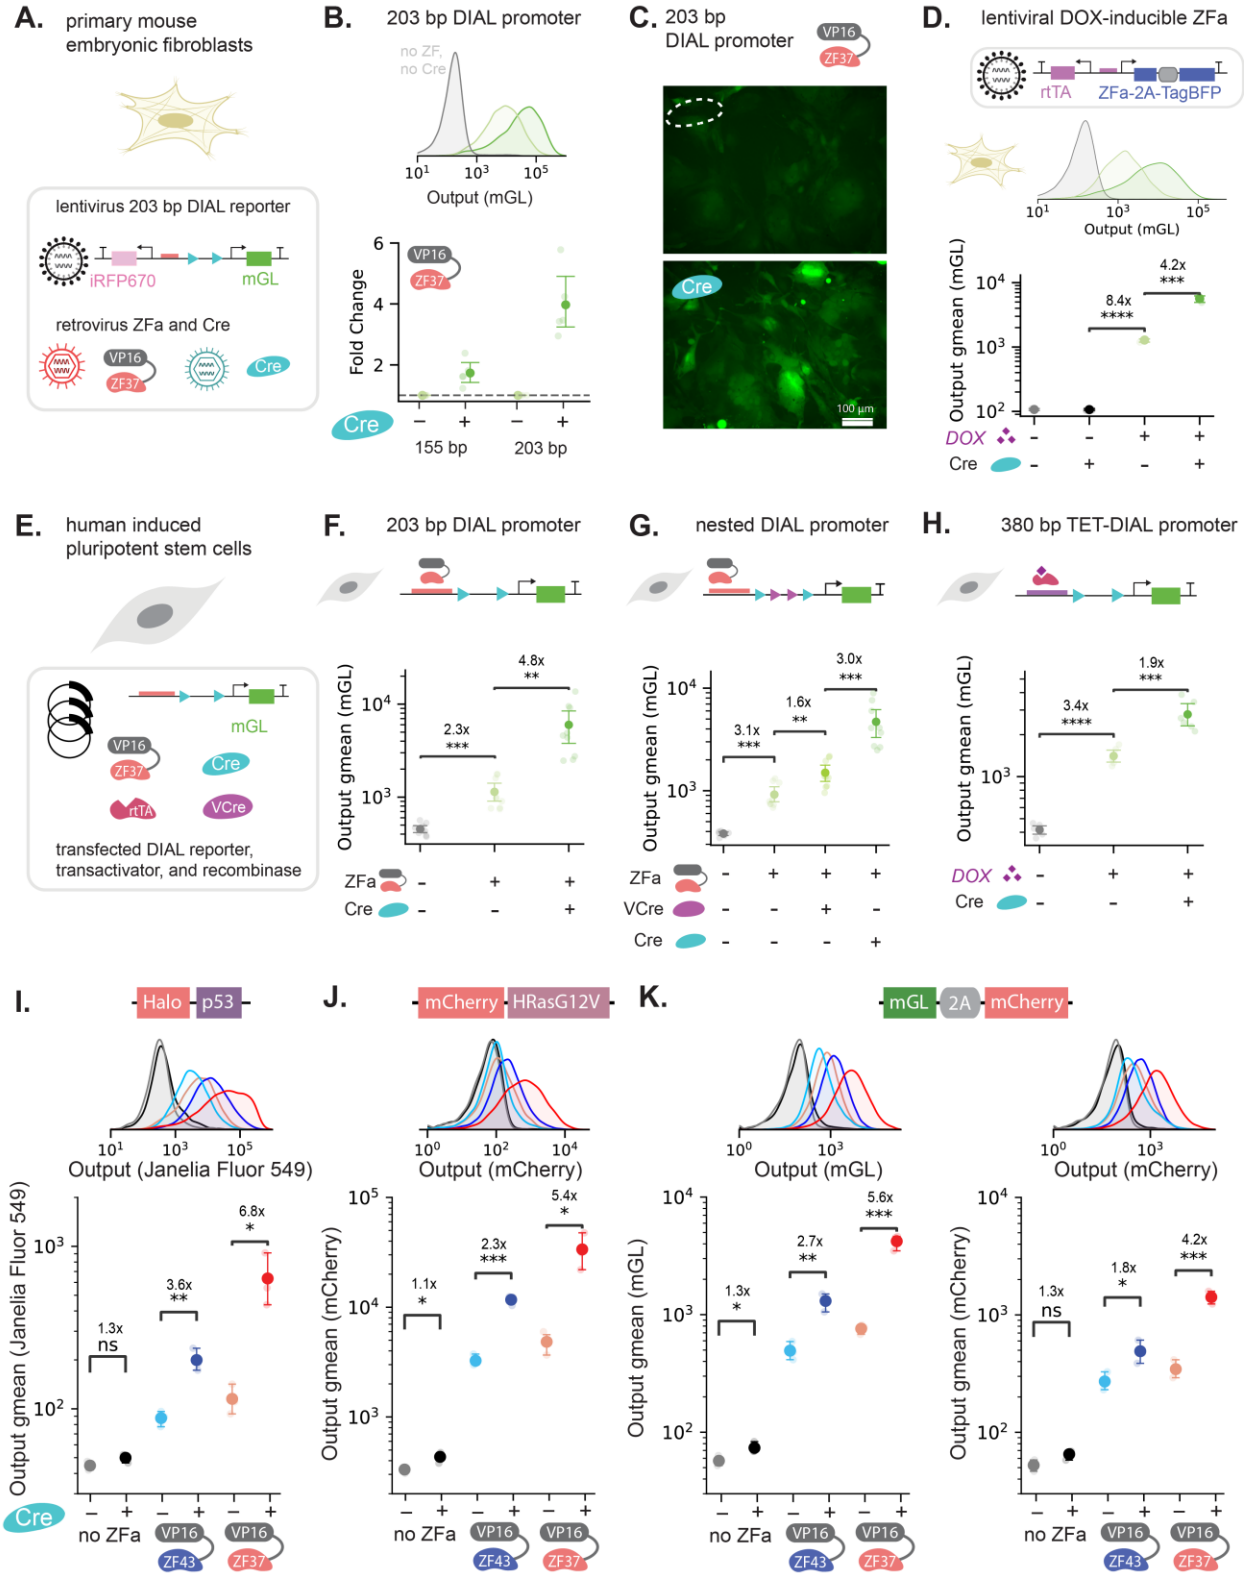 A. primary mouse
embryonic fibroblasts
lentivirus 203 bp DIAL reporter
iRFP670
mGL
retrovirus ZFa and Cre
VP16
ZF37
Cre
B. 203 bp DIAL promoter
no ZF,
no Cre
10¹ 10³ 10⁵
Output (mGL)
Fold Change
6
4
2
VP16
ZF37
Cre
− + − +
155 bp 203 bp
C. 203 bp
DIAL promoter
VP16
ZF37
Cre
100 µm
D. lentiviral DOX-inducible ZFa
rtTA ZFa-2A-TagBFP
10¹ 10³ 10⁵
Output (mGL)
Output gmean (mGL)
10⁴
10³
10²
8.4x
****
4.2x
***
DOX - - + +
Cre - + - +
E. human induced
pluripotent stem cells
mGL
VP16
ZF37
Cre
rtTA
VCre
transfected DIAL reporter,
transactivator, and recombinase
F. 203 bp DIAL promoter
Output gmean (mGL)
10⁴
10³
2.3x
***
4.8x
**
ZFa - + +
Cre - - +
G. nested DIAL promoter
Output gmean (mGL)
10⁴
10³
3.1x
***
1.6x
**
3.0x
***
ZFa - + + +
VCre - - + -
Cre - - - +
H. 380 bp TET-DIAL promoter
Output gmean (mGL)
10³
3.4x
****
1.9x
***
DOX - + +
Cre - - +
I. Halo p53
10¹ 10³ 10⁵
Output (Janelia Fluor 549)
Output gmean (Janelia Fluor 549)
10³
10²
1.3x
ns
3.6x
**
6.8x
*
Cre
− + − + − +
no ZFa
VP16
ZF43
VP16
ZF37
J. mCherry HRasG12V
10⁰ 10² 10⁴
Output (mCherry)
Output gmean (mCherry)
10⁵
10⁴
10³
1.1x
*
2.3x
***
5.4x
*
− + − + − +
no ZFa
VP16
ZF43
VP16
ZF37
K. mGL 2A mCherry
10⁰ 10³
Output (mGL)
Output gmean (mGL)
10⁴
10³
10²
1.3x
*
2.7x
**
5.6x
***
− + − + − +
no ZFa
VP16
ZF43
VP16
ZF37
10⁰ 10³
Output (mCherry)
Output gmean (mCherry)
10⁴
10³
10²
1.3x
ns
1.8x
*
4.2x
***
− + − + − +
no ZFa
VP16
ZF43
VP16
ZF37